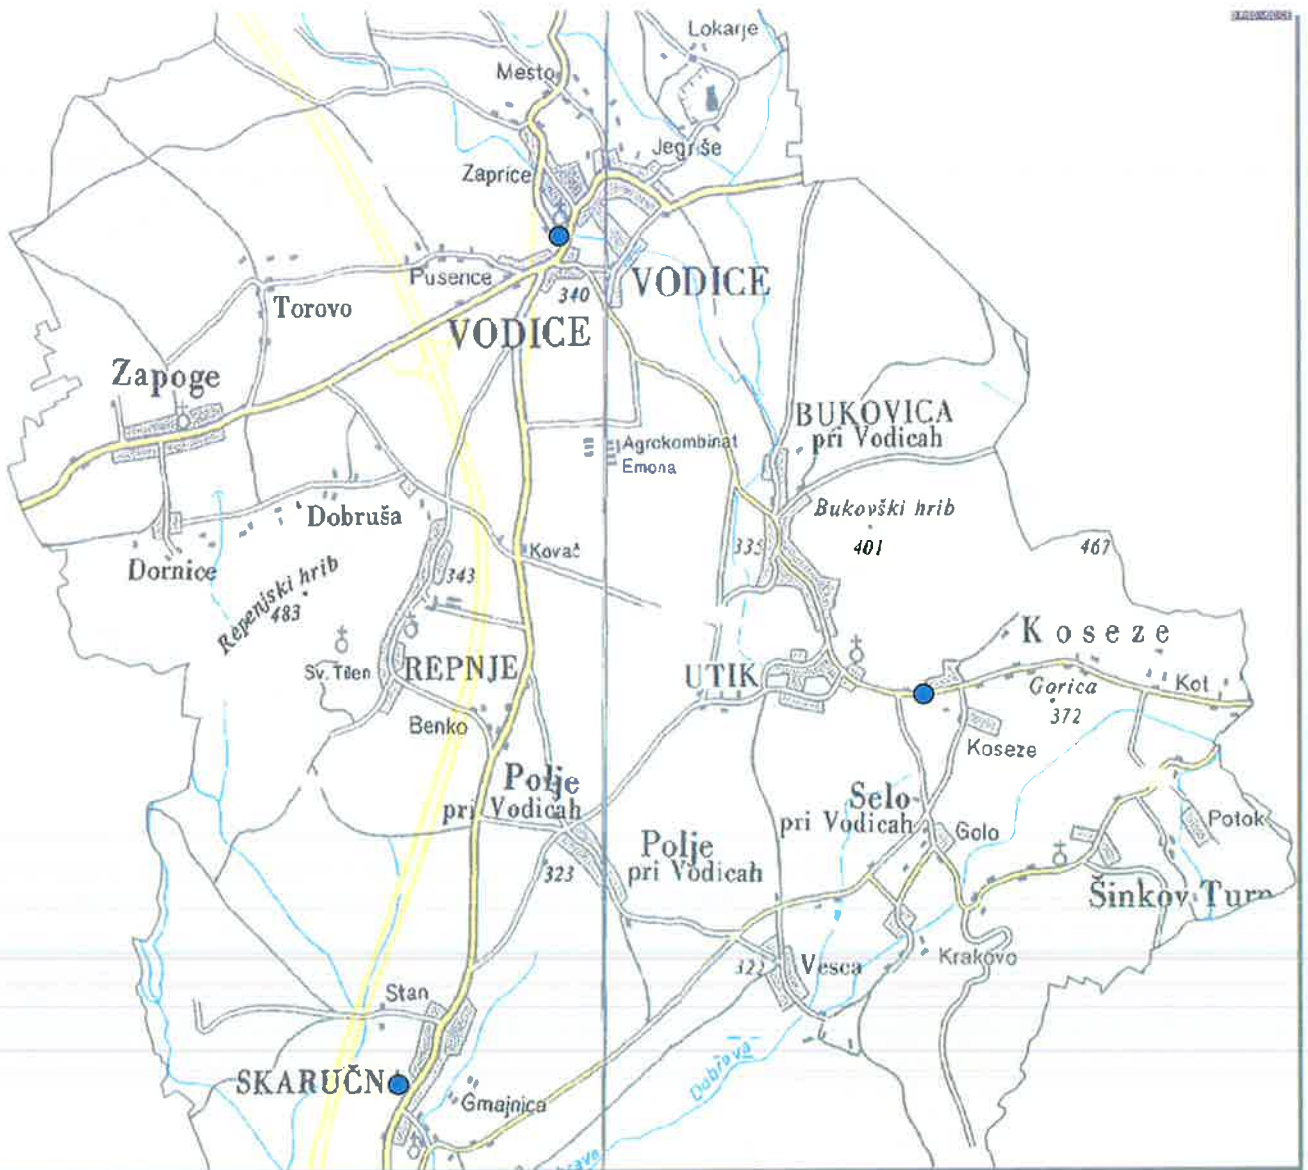 Lokarje
Mesto
Jegriše
Zaprice
Pusence
VODICE
340
Torovo
VODICE
Zapoge
BUKOVICA
pri Vodicah
Agrokombinat
Emona
Bukovški hrib
401
Dobruša
335
467
Kovač
Dornice
343
Repenjski hrib
483
Koseze
Sv. Tilen
REPNJE
UTIK
Gorica
372
Kot
Benko
Koseze
Polje
pri Vodicah
Selo
pri Vodicah
Golo
Potok
Polje
pri Vodicah
323
Šinkov Turn
322
Vesca
Krakovo
Stan
Dobrava
SKARUČN
Gmajnica